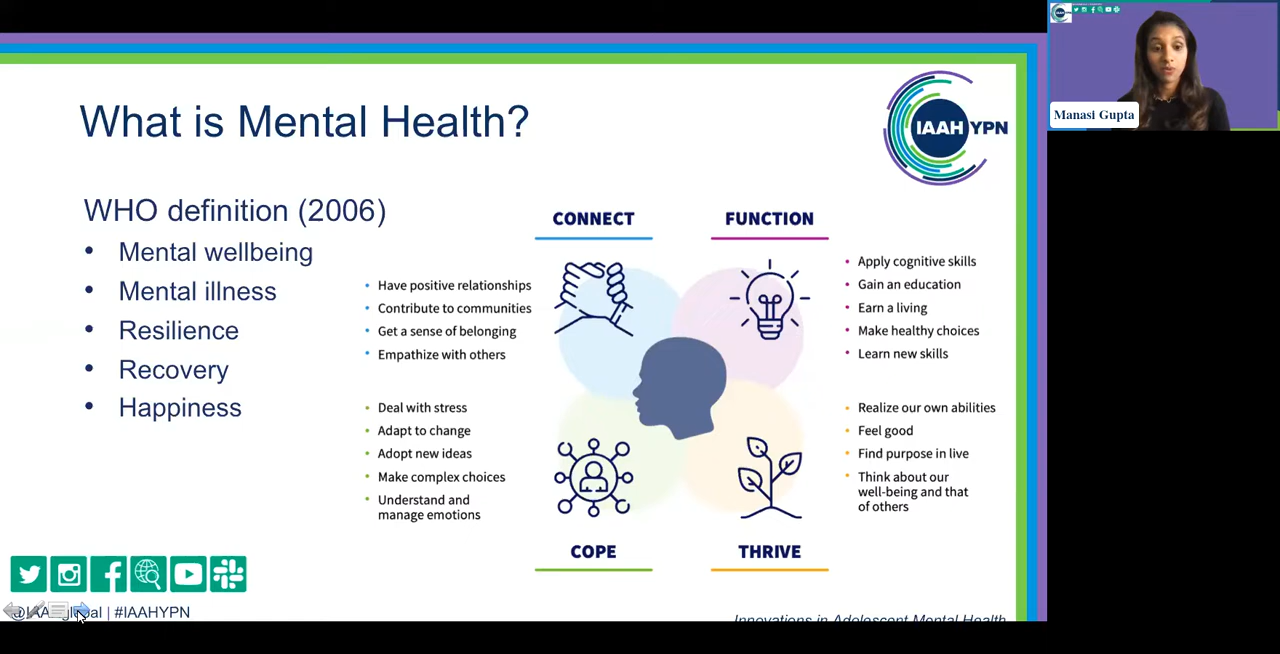 What is Mental Health?
IAAH YPN
WHO definition (2006)
• Mental wellbeing
• Mental illness
• Resilience
• Recovery
• Happiness
CONNECT
• Have positive relationships
• Contribute to communities
• Get a sense of belonging
• Empathize with others
FUNCTION
• Apply cognitive skills
• Gain an education
• Earn a living
• Make healthy choices
• Learn new skills
• Deal with stress
• Adapt to change
• Adopt new ideas
• Make complex choices
• Understand and
manage emotions
COPE
• Realize our own abilities
• Feel good
• Find purpose in live
• Think about our
well-being and that
of others
THRIVE
| #IAAHYPN
Innovations in Adolescent Mental Health
Manasi Gupta